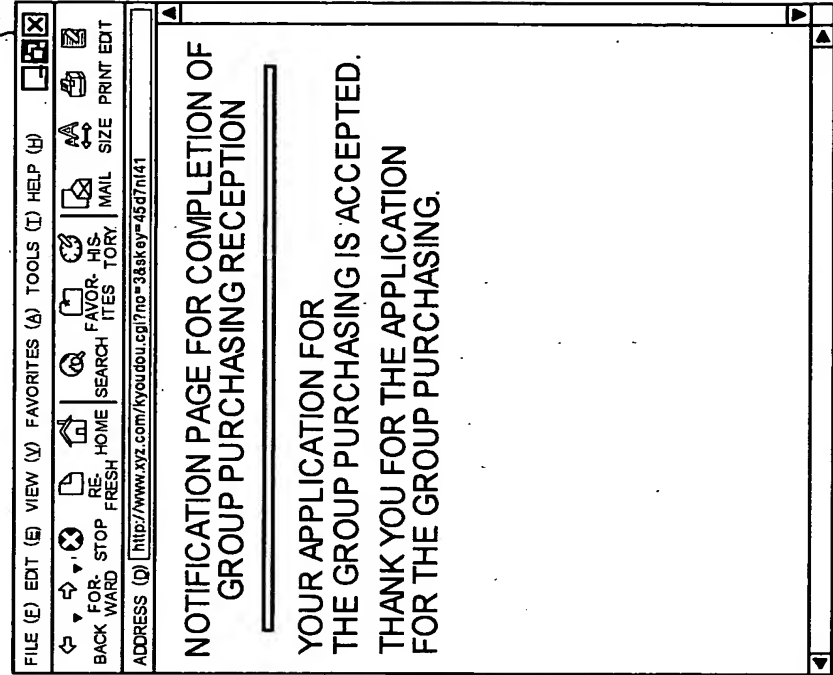 FILE (F) EDIT (E) VIEW (V) FAVORITES (A) TOOLS (I) HELP (H)
BACK FOR-WARD STOP RE-FRESH HOME SEARCH FAVOR-ITES HIS-TORY MAIL SIZE PRINT EDIT
ADDRESS (D) http://www.xyz.com/kyoudou.cgi?no=3&skey=45d7nl41
NOTIFICATION PAGE FOR COMPLETION OF
GROUP PURCHASING RECEPTION
YOUR APPLICATION FOR
THE GROUP PURCHASING IS ACCEPTED.
THANK YOU FOR THE APPLICATION
FOR THE GROUP PURCHASING.